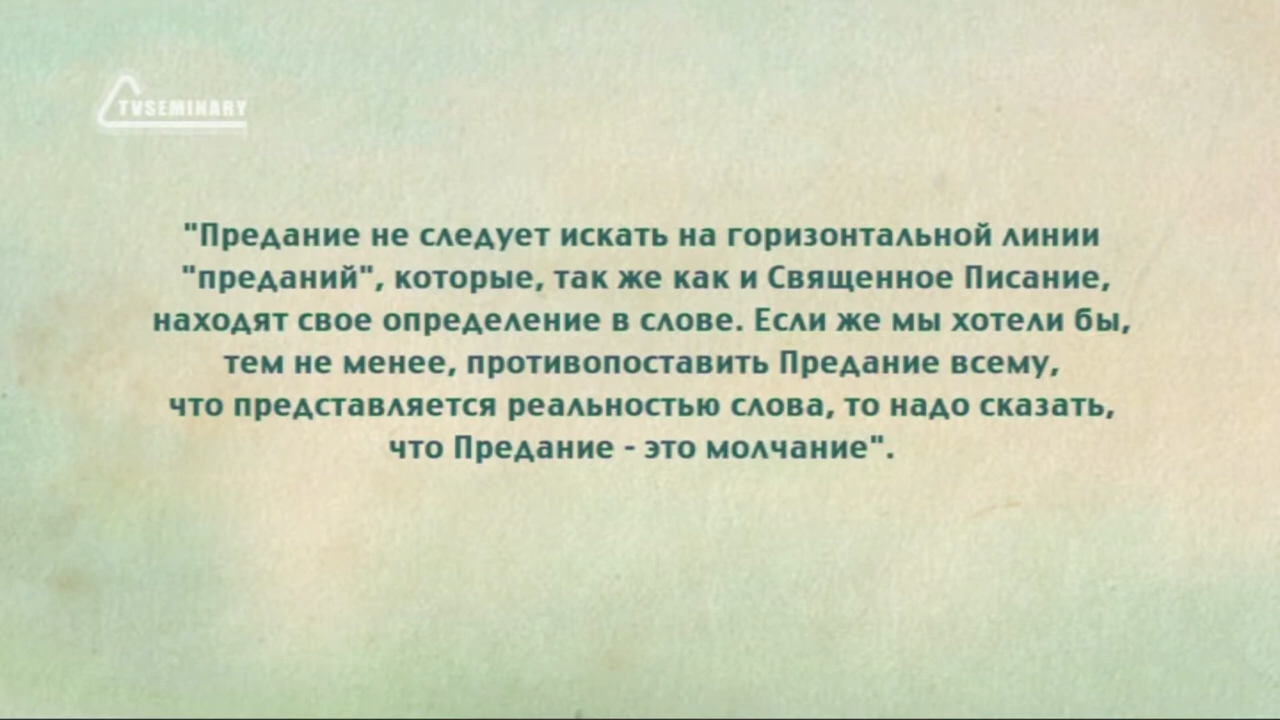 TVSEMINARY
"Предание не следует искать на горизонтальной линии
"преданий", которые, так же как и Священное Писание,
находят свое определение в слове. Если же мы хотели бы,
тем не менее, противопоставить Предание всему,
что представляется реальностью слова, то надо сказать,
что Предание - это молчание".